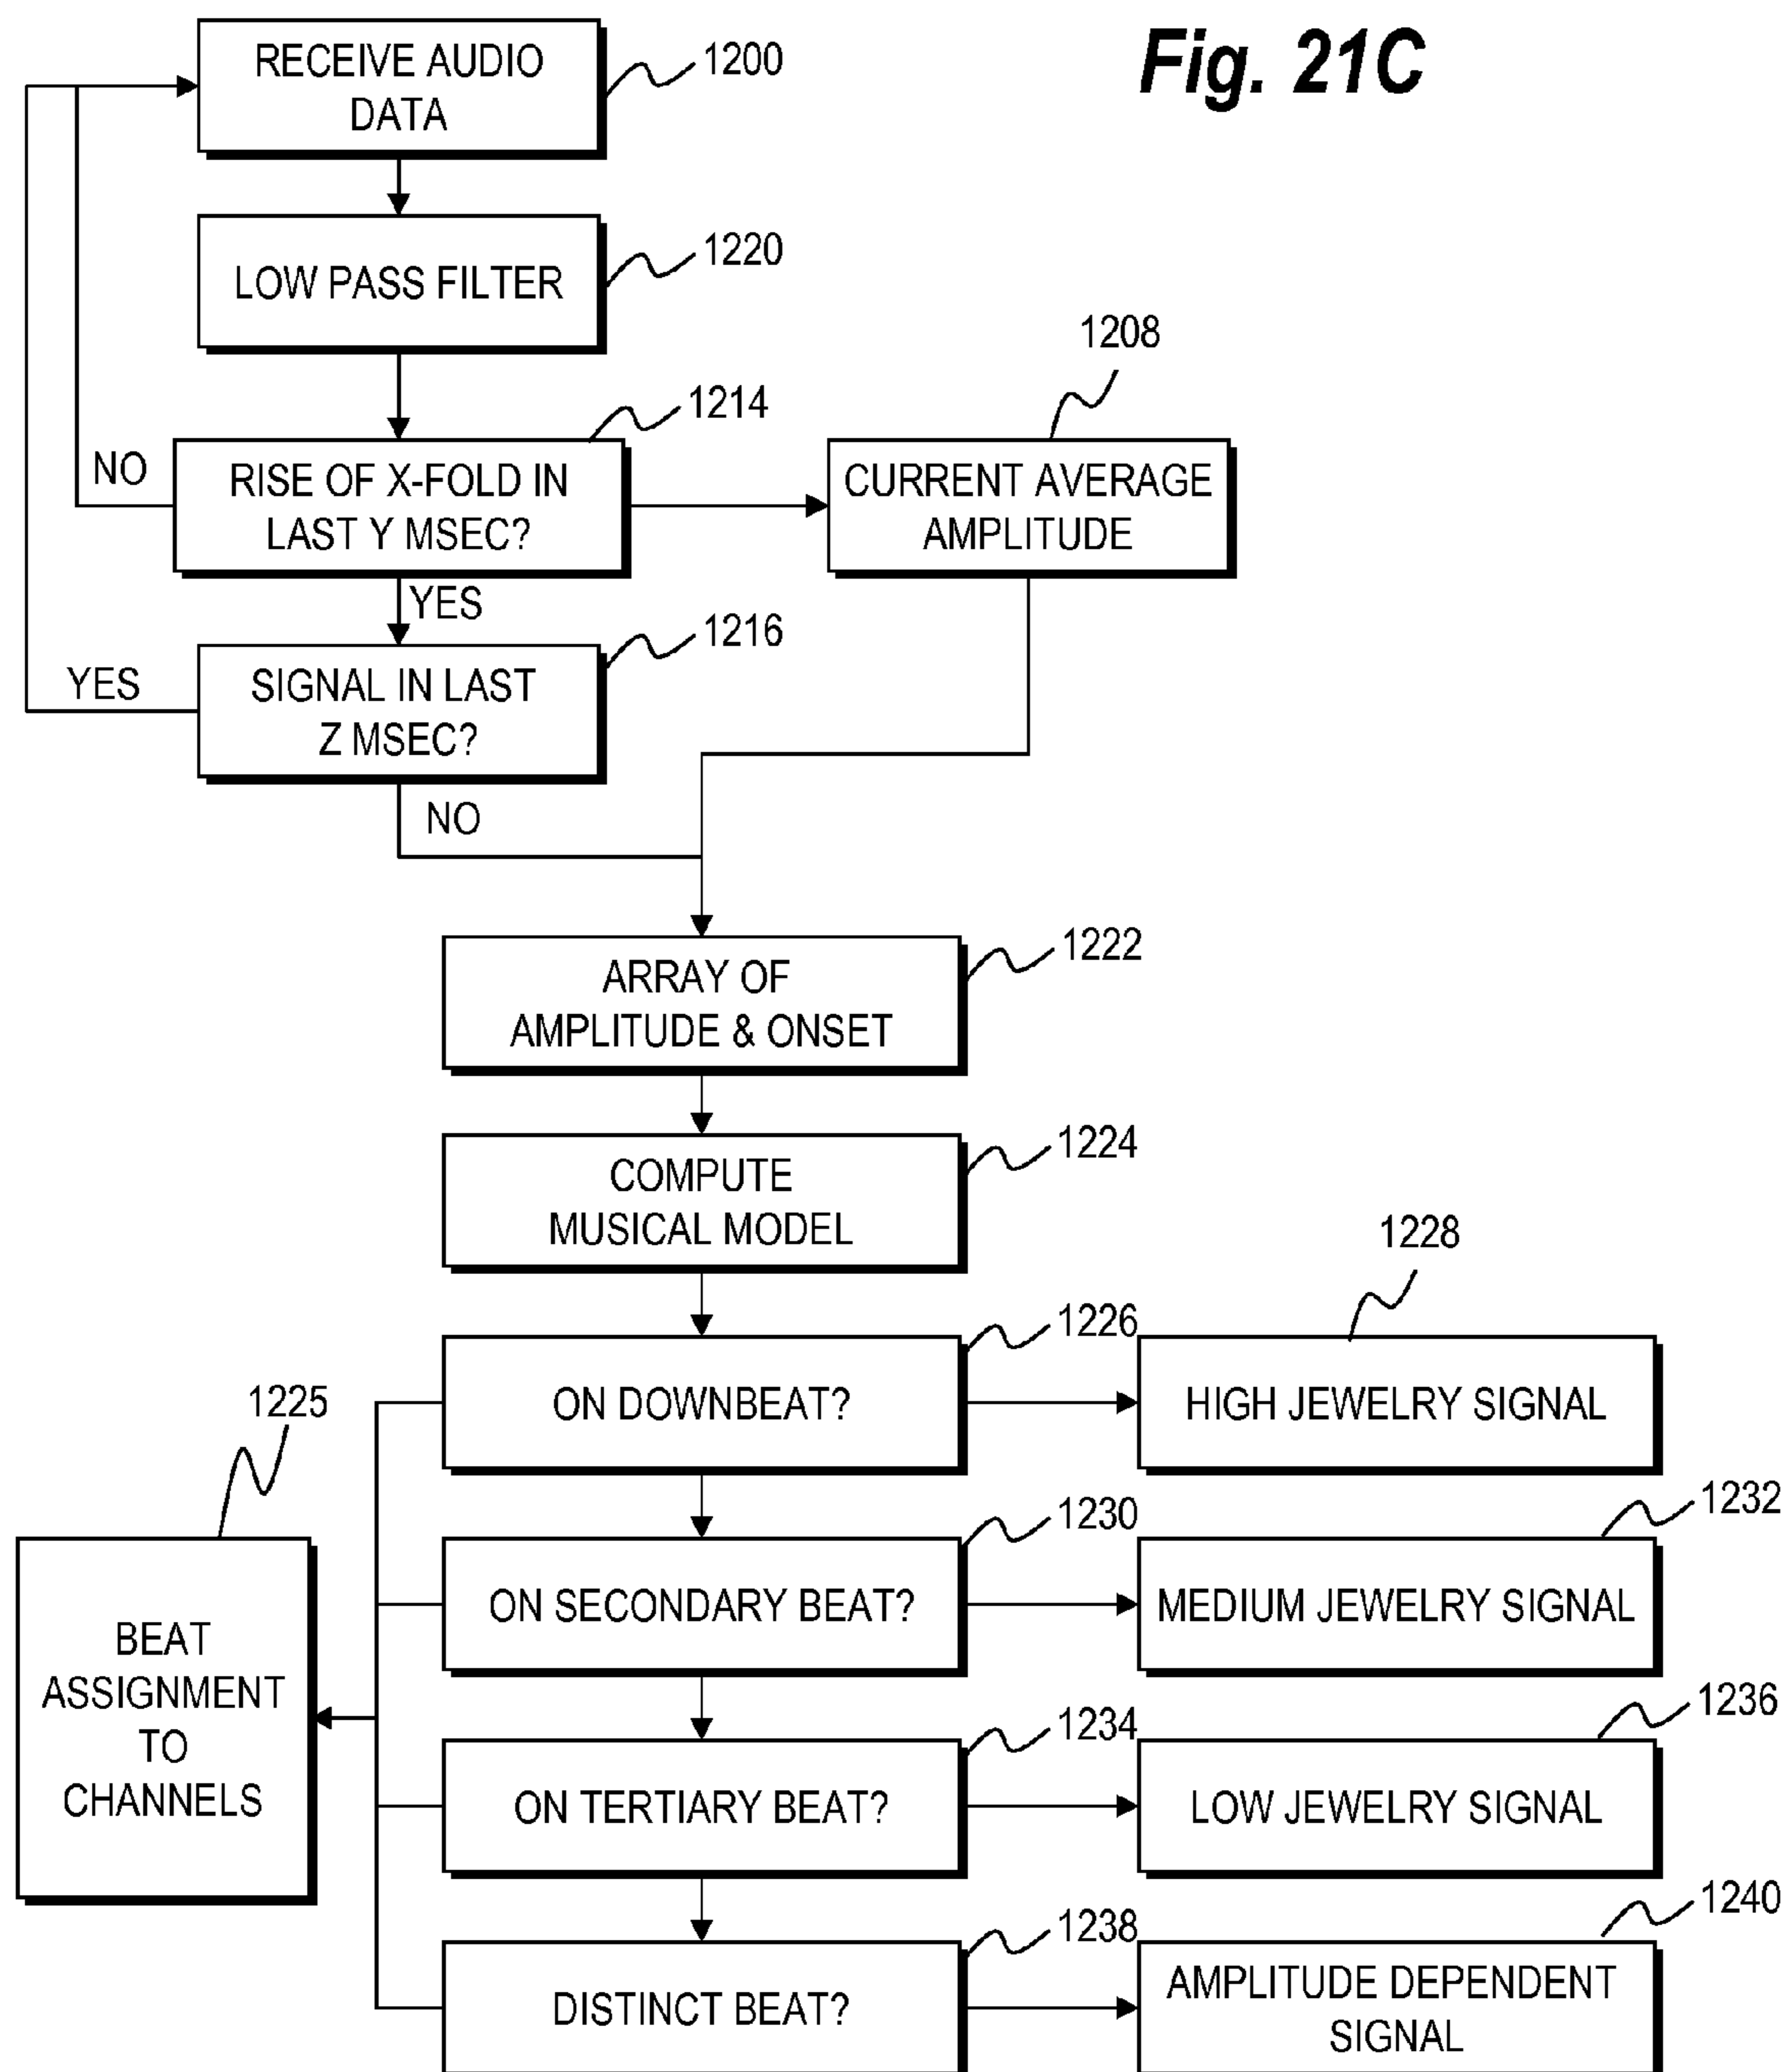 Fig. 21C
RECEIVE AUDIO
DATA
1200
LOW PASS FILTER
1220
1208
1214
NO
RISE OF X-FOLD IN
LAST Y MSEC?
CURRENT AVERAGE
AMPLITUDE
YES
1216
YES
SIGNAL IN LAST
Z MSEC?
NO
1222
ARRAY OF
AMPLITUDE & ONSET
1224
COMPUTE
MUSICAL MODEL
1228
1226
1225
ON DOWNBEAT?
HIGH JEWELRY SIGNAL
1230
1232
ON SECONDARY BEAT?
MEDIUM JEWELRY SIGNAL
BEAT
ASSIGNMENT
TO
CHANNELS
1234
1236
ON TERTIARY BEAT?
LOW JEWELRY SIGNAL
1238
1240
DISTINCT BEAT?
AMPLITUDE DEPENDENT
SIGNAL